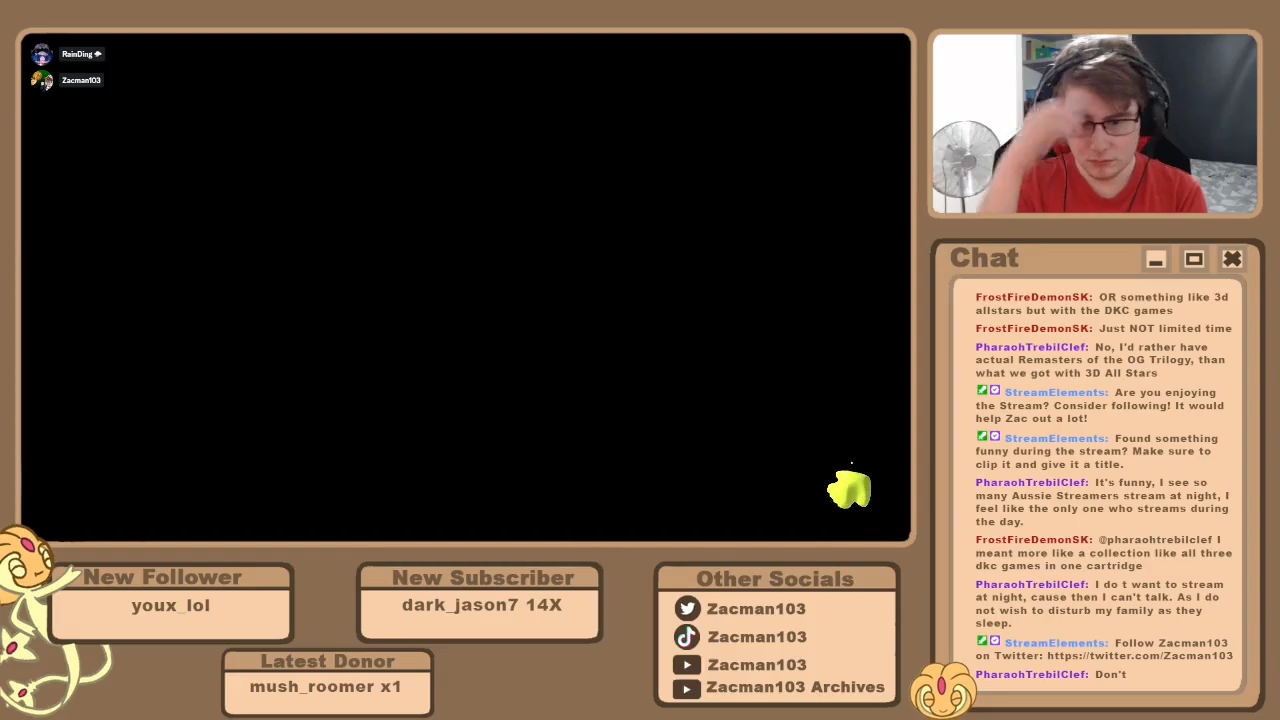 RainDing
Zacman103
Chat
FrostFireDemonSK: OR something like 3d
allstars but with the DKC games
FrostFireDemonSK: Just NOT limited time
PharaohTrebilClef: No, I'd rather have
actual Remasters of the OG Trilogy, than
what we got with 3D All Stars
StreamElements: Are you enjoying
the Stream? Consider following! It would
help Zac out a lot!
StreamElements: Found something
funny during the stream? Make sure to
clip it and give it a title.
PharaohTrebilClef: It's funny, I see so
many Aussie Streamers stream at night, I
feel like the only one who streams during
the day.
FrostFireDemonSK: @pharaohtrebilclef I
meant more like a collection like all three
dkc games in one cartridge
PharaohTrebilClef: I do t want to stream
at night, cause then I can't talk. As I do
not wish to disturb my family as they
sleep.
StreamElements: Follow Zacman103
on Twitter: https://twitter.com/Zacman103
PharaohTrebilClef: Don't
New Follower
youx_lol
New Subscriber
dark_jason7 14X
Latest Donor
mush_roomer x1
Other Socials
Zacman103
Zacman103
Zacman103
Zacman103 Archives